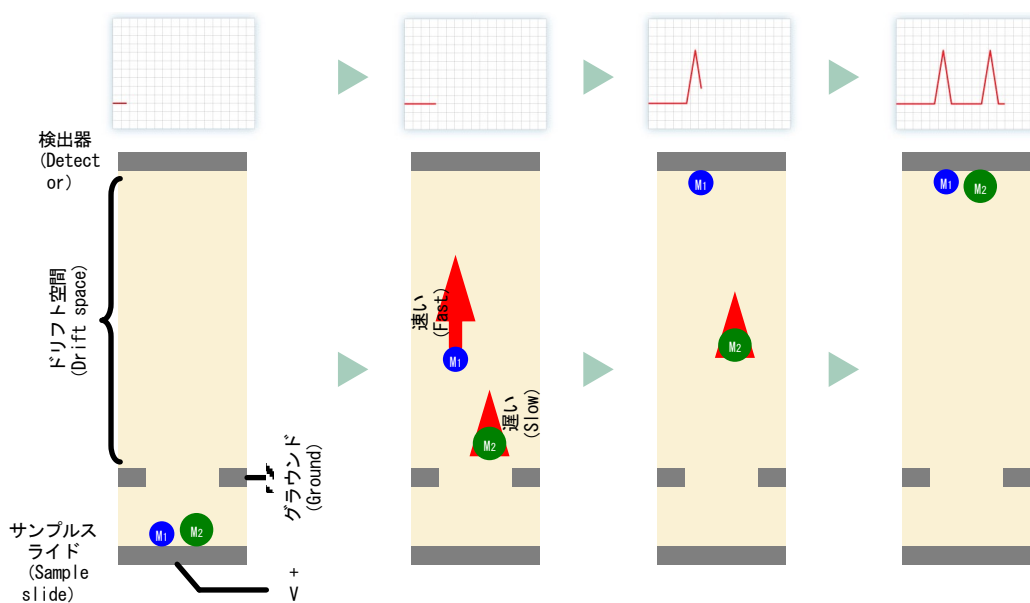 検出器
(Detect
or)
ドリフト空間
(Drift space)
グラウンド
(Ground)
サンプルス
ライド
(Sample
slide)
+
V
M1
M2
速い
(Fast)
M1
遅い
(Slow)
M2
M1
M2
M1
M2